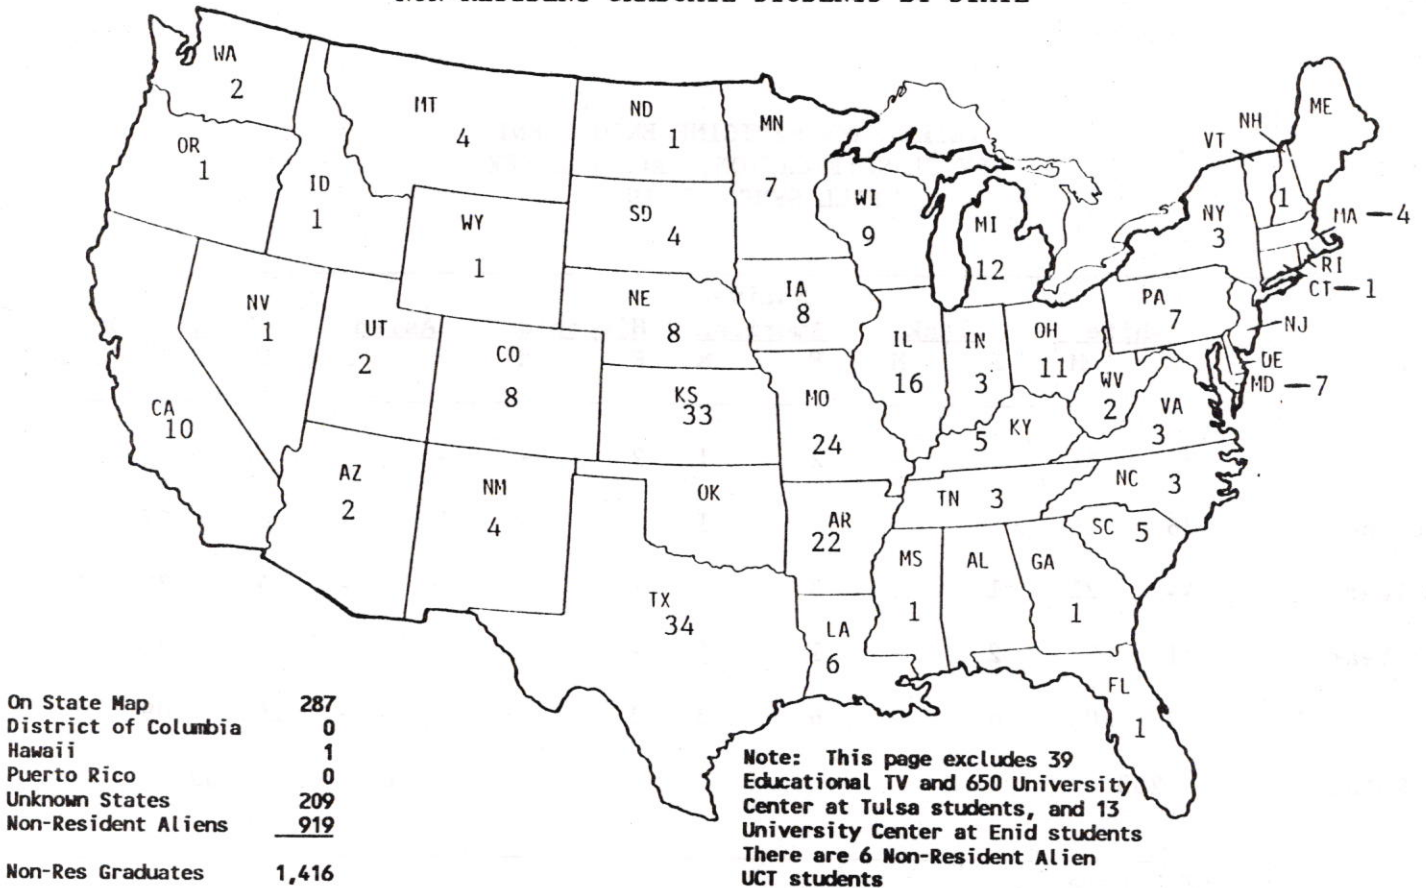 NON-RESIDENT GRADUATE STUDENTS BY STATE
WA
2
MT
4
ND
1
MN
7
OR
1
ID
1
WY
1
SD
4
WI
9
MI
12
VT
NH
1
ME
NY
3
MA — 4
RI
CT — 1
NV
1
UT
2
CO
8
NE
8
IA
8
IL
16
IN
3
OH
11
PA
7
NJ
DE
MD — 7
CA
10
KS
33
MO
24
KY
5
WV
2
VA
3
AZ
2
NM
4
OK
AR
22
TN 3
NC 3
SC 5
MS
1
AL
GA
1
TX
34
LA
6
FL
1
On State Map 287
District of Columbia 0
Hawaii 1
Puerto Rico 0
Unknown States 209
Non-Resident Aliens 919
Non-Res Graduates 1,416
Note: This page excludes 39
Educational TV and 650 University
Center at Tulsa students, and 13
University Center at Enid students
There are 6 Non-Resident Alien
UCT students